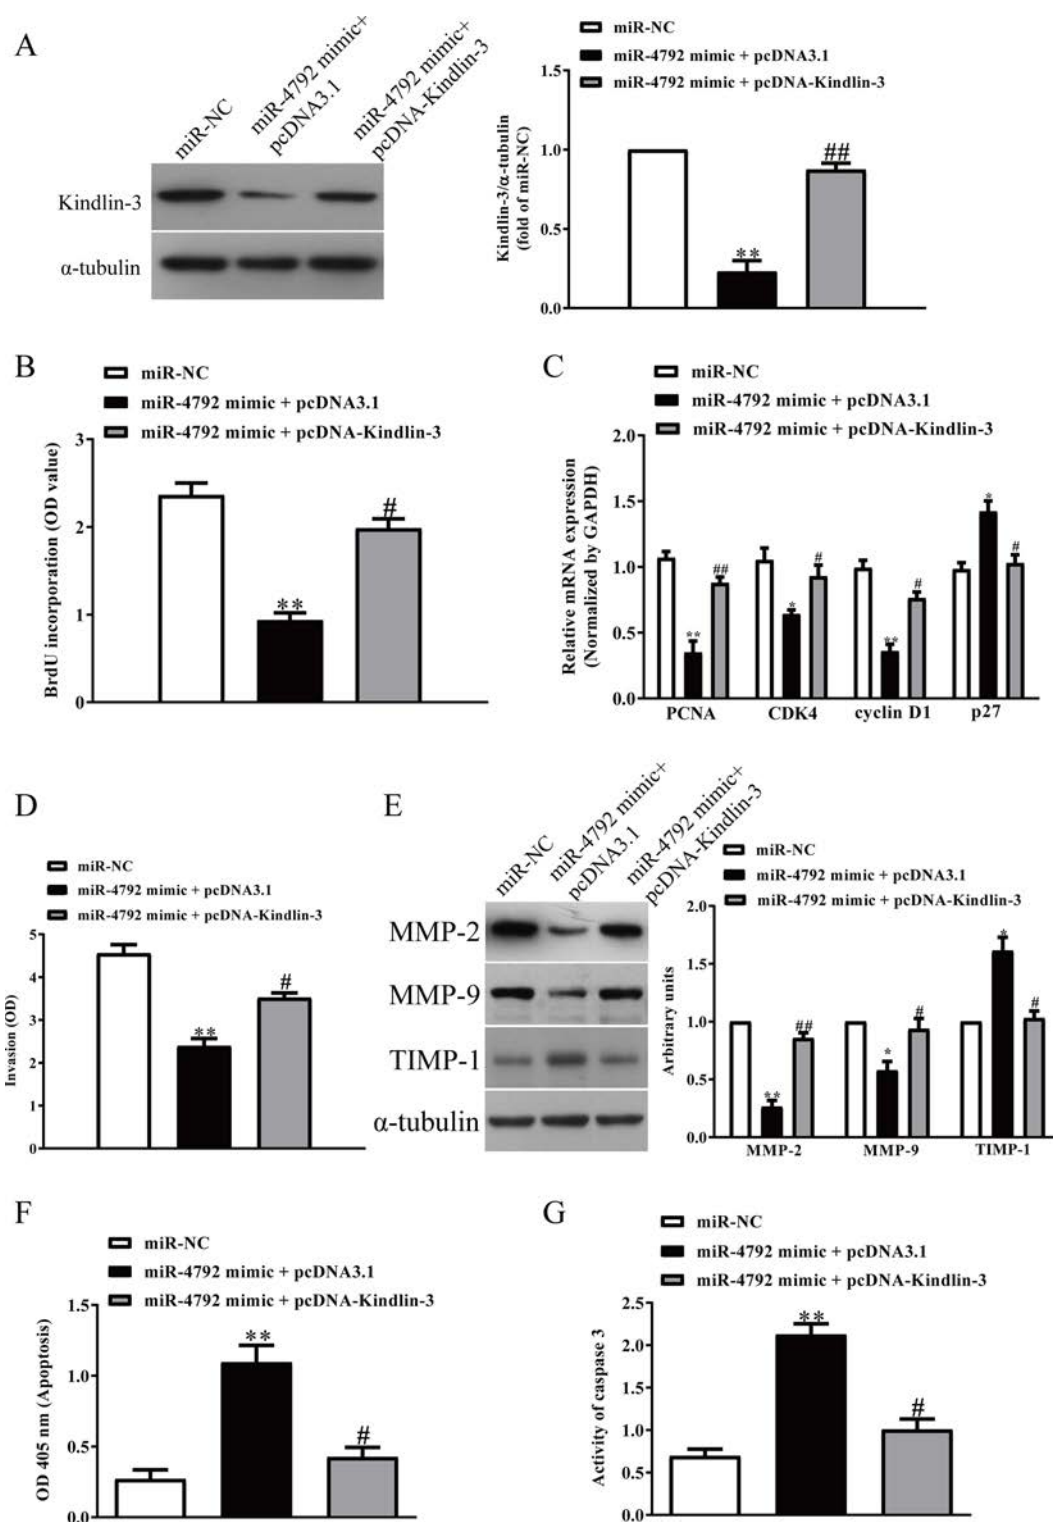 A
miR-NC
miR-4792 mimic+
pcDNA3.1
miR-4792 mimic+
pcDNA-Kindlin-3
Kindlin-3
α-tubulin
miR-NC
miR-4792 mimic + pcDNA3.1
miR-4792 mimic + pcDNA-Kindlin-3
Kindlin-3/α-tubulin
(fold of miR-NC)
1.5
1.0
0.5
0.0
**
##
B
miR-NC
miR-4792 mimic + pcDNA3.1
miR-4792 mimic + pcDNA-Kindlin-3
BrdU incorporation (OD value)
3
2
1
0
**
#
C
miR-NC
miR-4792 mimic + pcDNA3.1
miR-4792 mimic + pcDNA-Kindlin-3
Relative mRNA expression
(Normalized by GAPDH)
2.0
1.5
1.0
0.5
0.0
** ## * # ** # * #
PCNA CDK4 cyclin D1 p27
D
miR-NC
miR-4792 mimic + pcDNA3.1
miR-4792 mimic + pcDNA-Kindlin-3
Invasion (OD)
5
4
3
2
1
0
**
#
E
miR-NC
miR-4792 mimic+
pcDNA3.1
miR-4792 mimic+
pcDNA-Kindlin-3
MMP-2
MMP-9
TIMP-1
α-tubulin
miR-NC
miR-4792 mimic + pcDNA3.1
miR-4792 mimic + pcDNA-Kindlin-3
Arbitrary units
2.0
1.5
1.0
0.5
0.0
** ## * # * #
MMP-2 MMP-9 TIMP-1
F
miR-NC
miR-4792 mimic + pcDNA3.1
miR-4792 mimic + pcDNA-Kindlin-3
OD 405 nm (Apoptosis)
1.5
1.0
0.5
0.0
**
#
G
miR-NC
miR-4792 mimic + pcDNA3.1
miR-4792 mimic + pcDNA-Kindlin-3
Activity of caspase 3
2.5
2.0
1.5
1.0
0.5
0.0
**
#